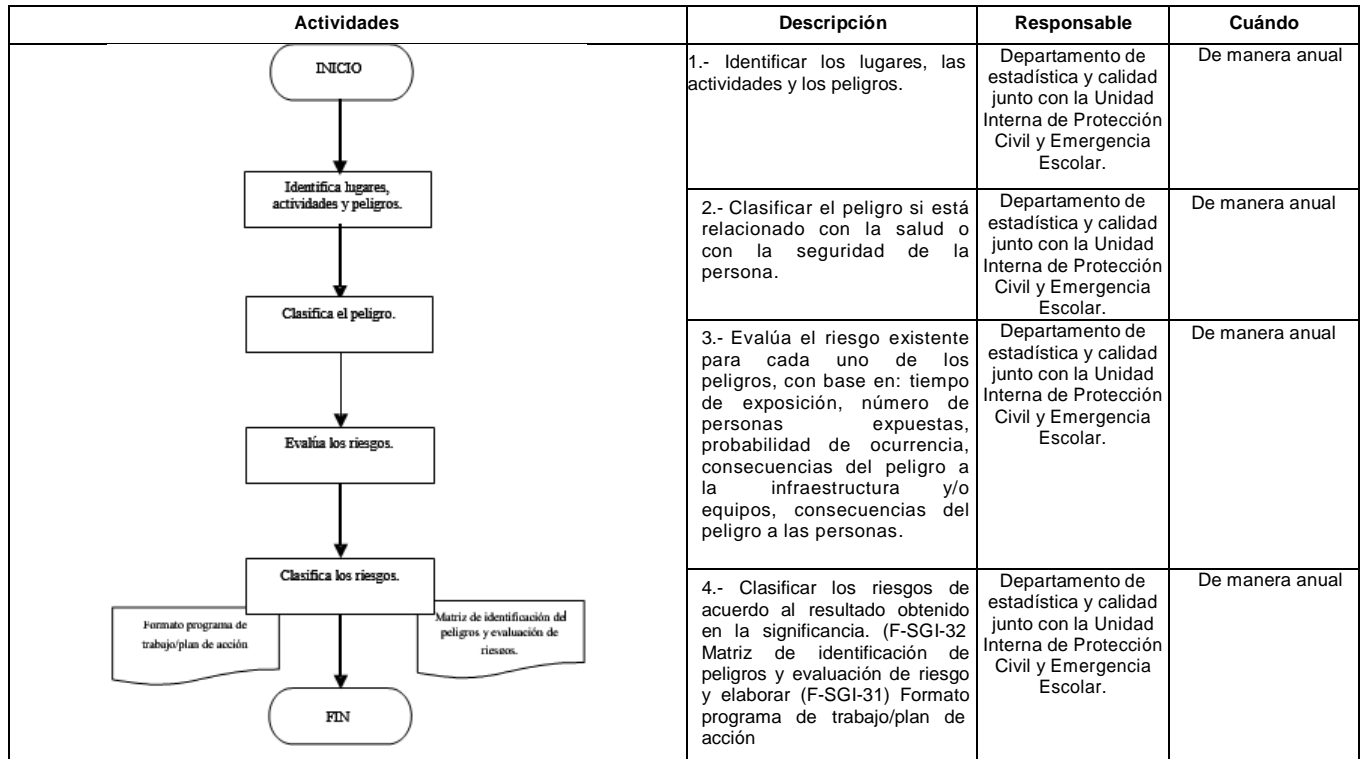 Actividades
Descripción
Responsable
Cuándo
INICIO
Identifica lugares,
actividades y peligros.
Clasifica el peligro.
Evalúa los riesgos.
Clasifica los riesgos.
Formato programa de
trabajo/plan de acción
Matriz de identificación del
peligros y evaluación de
riesgos.
FIN
1.- Identificar los lugares, las
actividades y los peligros.
Departamento de
estadística y calidad
junto con la Unidad
Interna de Protección
Civil y Emergencia
Escolar.
De manera anual
2.- Clasificar el peligro si está
relacionado con la salud o
con la seguridad de la
persona.
Departamento de
estadística y calidad
junto con la Unidad
Interna de Protección
Civil y Emergencia
Escolar.
De manera anual
3.- Evalúa el riesgo existente
para cada uno de los
peligros, con base en: tiempo
de exposición, número de
personas expuestas,
probabilidad de ocurrencia,
consecuencias del peligro a
la infraestructura y/o
equipos, consecuencias del
peligro a las personas.
Departamento de
estadística y calidad
junto con la Unidad
Interna de Protección
Civil y Emergencia
Escolar.
De manera anual
4.- Clasificar los riesgos de
acuerdo al resultado obtenido
en la significancia. (F-SGI-32
Matriz de identificación de
peligros y evaluación de riesgo
y elaborar (F-SGI-31) Formato
programa de trabajo/plan de
acción
Departamento de
estadística y calidad
junto con la Unidad
Interna de Protección
Civil y Emergencia
Escolar.
De manera anual